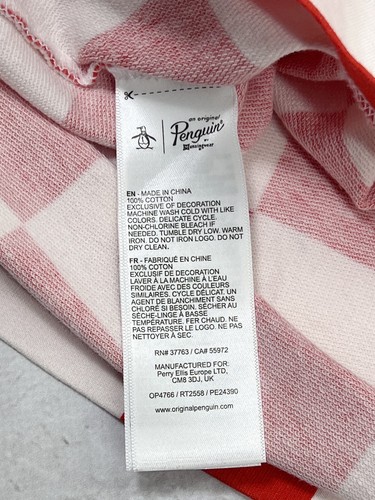 an original
Penguin®
BY
Munsingwear
EN - MADE IN CHINA
100% COTTON
EXCLUSIVE OF DECORATION
MACHINE WASH COLD WITH LIKE
COLORS. DELICATE CYCLE.
NON-CHLORINE BLEACH IF
NEEDED. TUMBLE DRY LOW. WARM
IRON. DO NOT IRON LOGO. DO NOT
DRY CLEAN.
FR - FABRIQUÉ EN CHINE
100% COTON
EXCLUSIF DE DECORATION
LAVER À LA MACHINE À L'EAU
FROIDE AVEC DES COULEURS
SIMILAIRES. CYCLE DÉLICAT. UN
AGENT DE BLANCHIMENT SANS
CHLORE SI BESOIN. SÈCHER AU
SÈCHE-LINGE À BASSE
TEMPÉRATURE. FER CHAUD. NE
PAS REPASSER LE LOGO. NE PAS
NETTOYER À SEC.
RN# 37763 / CA# 55972
MANUFACTURED FOR:
Perry Ellis Europe LTD,
CM8 3DJ, UK
OP4766 / RT2558 / PE24390
www.originalpenguin.com